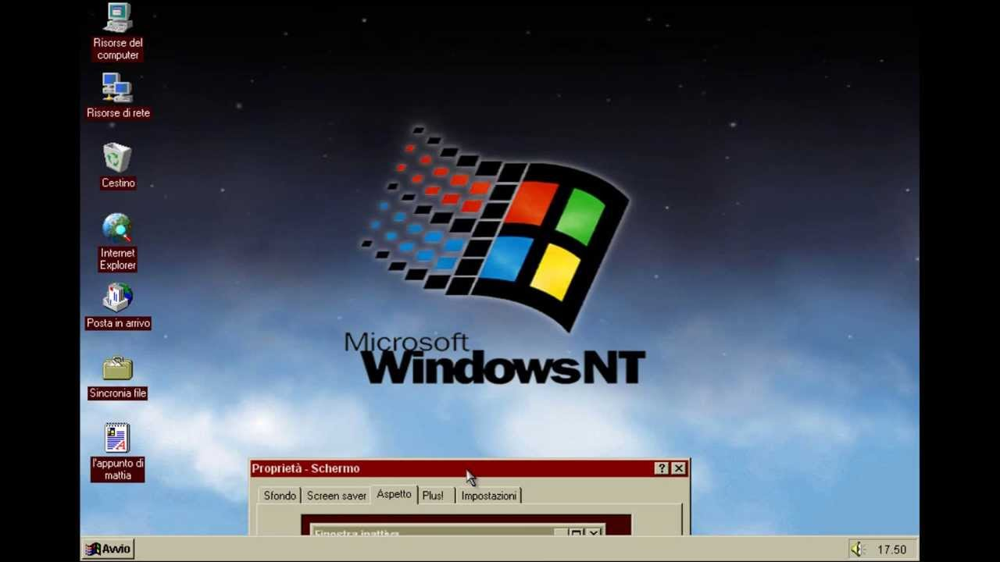 Risorse del
computer
Risorse di rete
Cestino
Internet
Explorer
Posta in arrivo
Sincronia file
l'appunto di
mattia
Microsoft
WindowsNT
Proprietà - Schermo
Sfondo
Screen saver
Aspetto
Plus!
Impostazioni
Finestra inattiva
Avvio
17.50